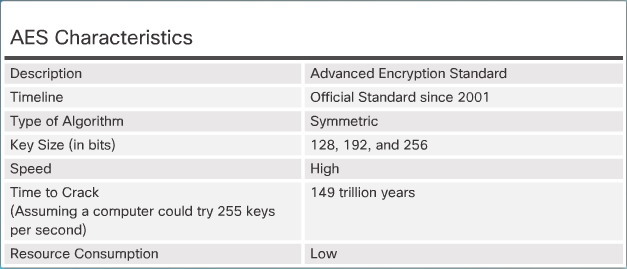 AES Characteristics
Description Advanced Encryption Standard
Timeline Official Standard since 2001
Type of Algorithm Symmetric
Key Size (in bits) 128, 192, and 256
Speed High
Time to Crack 149 trillion years
(Assuming a computer could try 255 keys
per second)
Resource Consumption Low